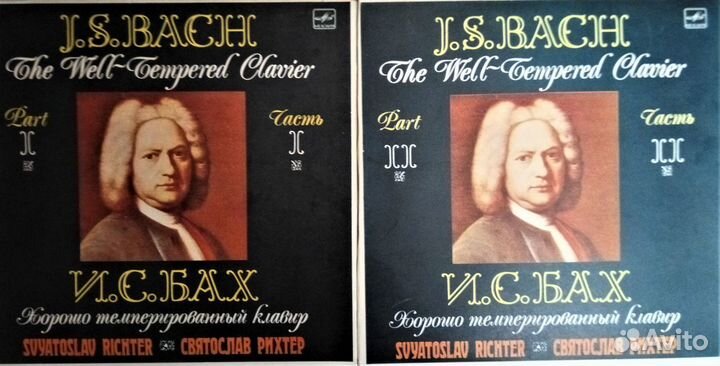 J.S.BACH
The Well-Tempered Clavier
Part Часть
I I
И.С.БАХ
Хорошо темперированный клавир
SVYATOSLAV RICHTER СВЯТОСЛАВ РИХТЕР
J.S.BACH
The Well-Tempered Clavier
Part Часть
II II
И.С.БАХ
Хорошо темперированный клавир
SVYATOSLAV RICHTER СВЯТОСЛАВ РИХТЕР
Avito